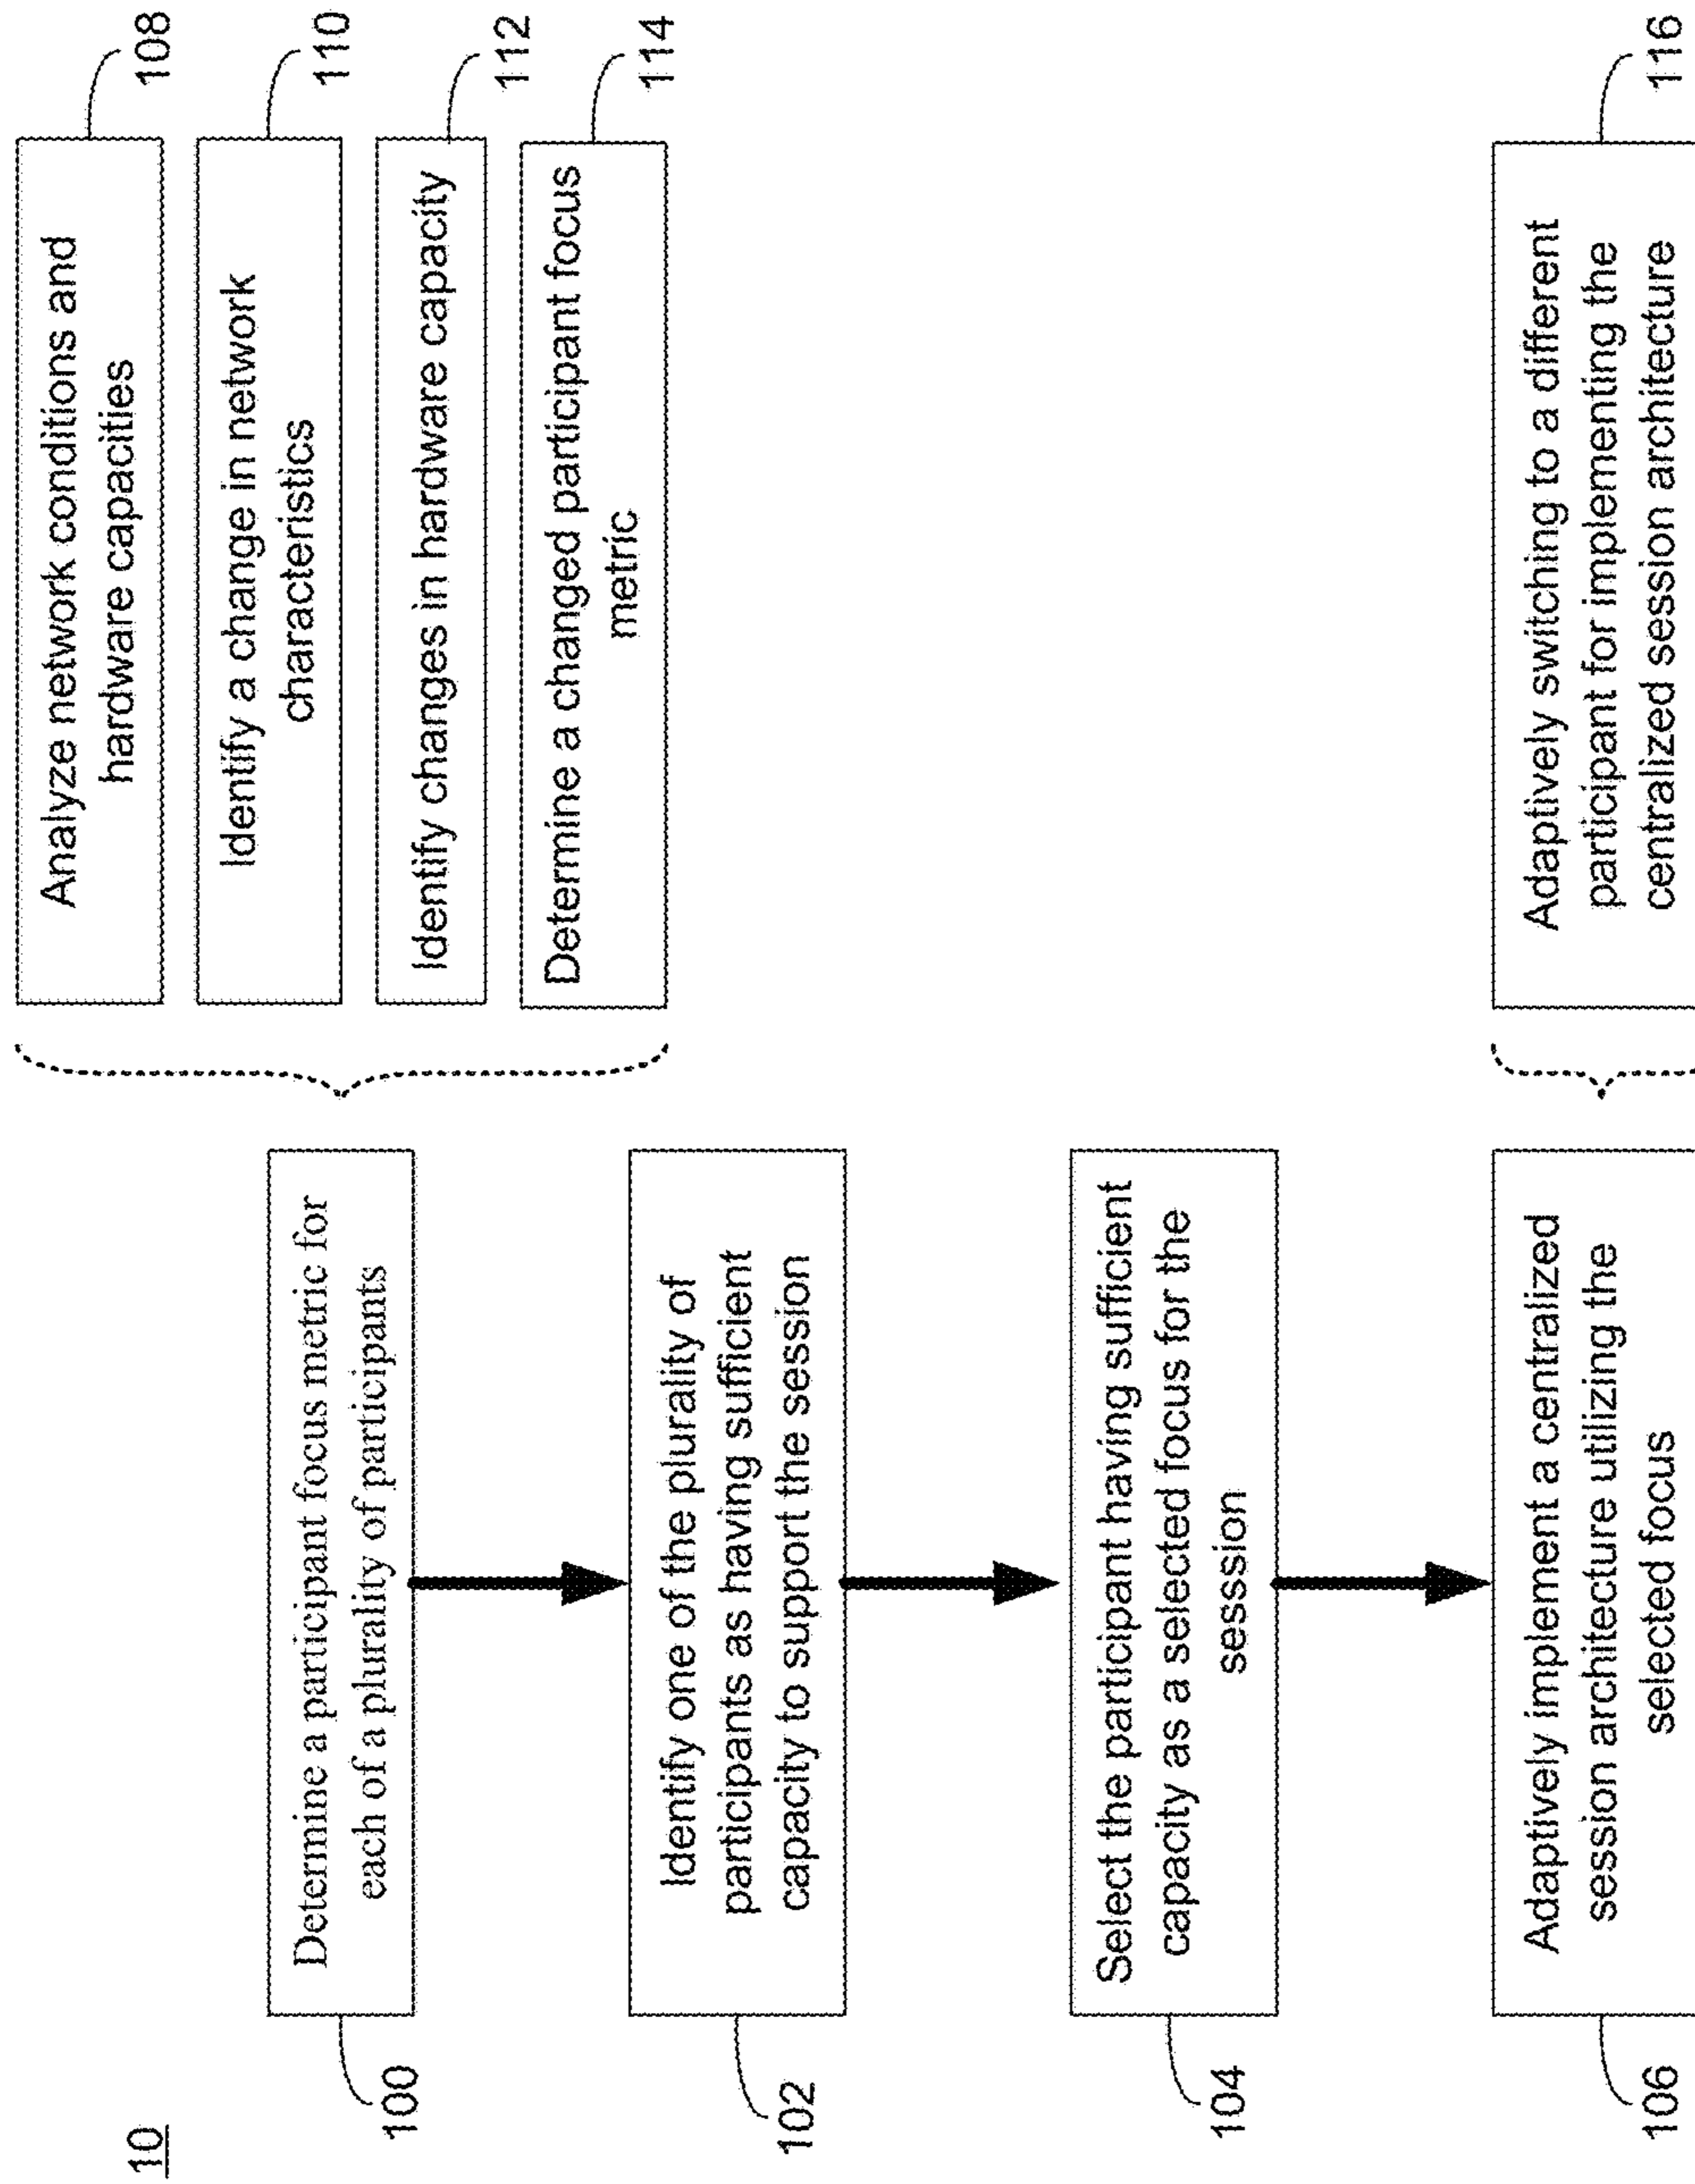 10
100
Determine a participant focus metric for
each of a plurality of participants
102
Identify one of the plurality of
participants as having sufficient
capacity to support the session
104
Select the participant having sufficient
capacity as a selected focus for the
sesssion
106
Adaptively implement a centralized
session architecture utilizing the
selected focus
Analyze network conditions and
hardware capacities
108
Identify a change in network
characteristics
110
Identify changes in hardware capacity
112
Determine a changed participant focus
metric
114
Adaptively switching to a different
participant for implementing the
centralized session architecture
116